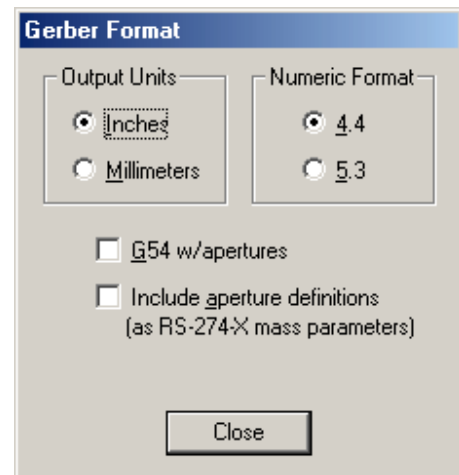 Gerber Format
Output Units
Inches
Millimeters
Numeric Format
4.4
5.3
G54 w/apertures
Include aperture definitions
(as RS-274-X mass parameters)
Close